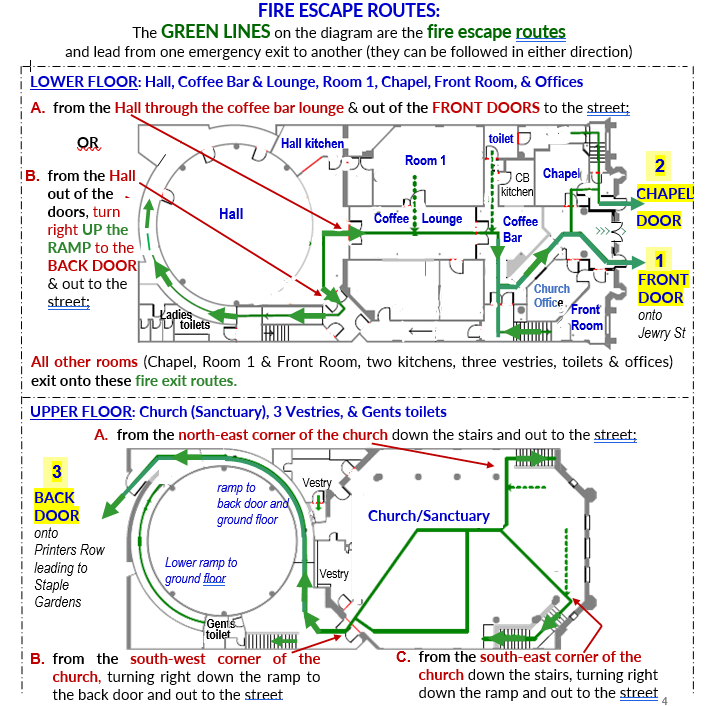 FIRE ESCAPE ROUTES:
The GREEN LINES on the diagram are the fire escape routes
and lead from one emergency exit to another (they can be followed in either direction)
LOWER FLOOR: Hall, Coffee Bar & Lounge, Room 1, Chapel, Front Room, & Offices
A. from the Hall through the coffee bar lounge & out of the FRONT DOORS to the street;
OR
B. from the Hall
out of the
doors, turn
right UP the
RAMP to the
BACK DOOR
& out to the
street;
Hall kitchen
Hall
Ladies
toilets
Room 1
Coffee Lounge
toilet
CB
kitchen
Coffee
Bar
Chapel
Church
Office
Front
Room
2
CHAPEL
DOOR
1
FRONT
DOOR
onto
Jewry St
All other rooms (Chapel, Room 1 & Front Room, two kitchens, three vestries, toilets & offices)
exit onto these fire exit routes.
UPPER FLOOR: Church (Sanctuary), 3 Vestries, & Gents toilets
A. from the north-east corner of the church down the stairs and out to the street;
3
BACK
DOOR
onto
Printers Row
leading to
Staple
Gardens
ramp to
back door and
ground floor
Lower ramp to
ground floor
Vestry
Vestry
Church/Sanctuary
Gents
toilet
B. from the south-west corner of the
church, turning right down the ramp to
the back door and out to the street
C. from the south-east corner of the
church down the stairs, turning right
down the ramp and out to the street
4